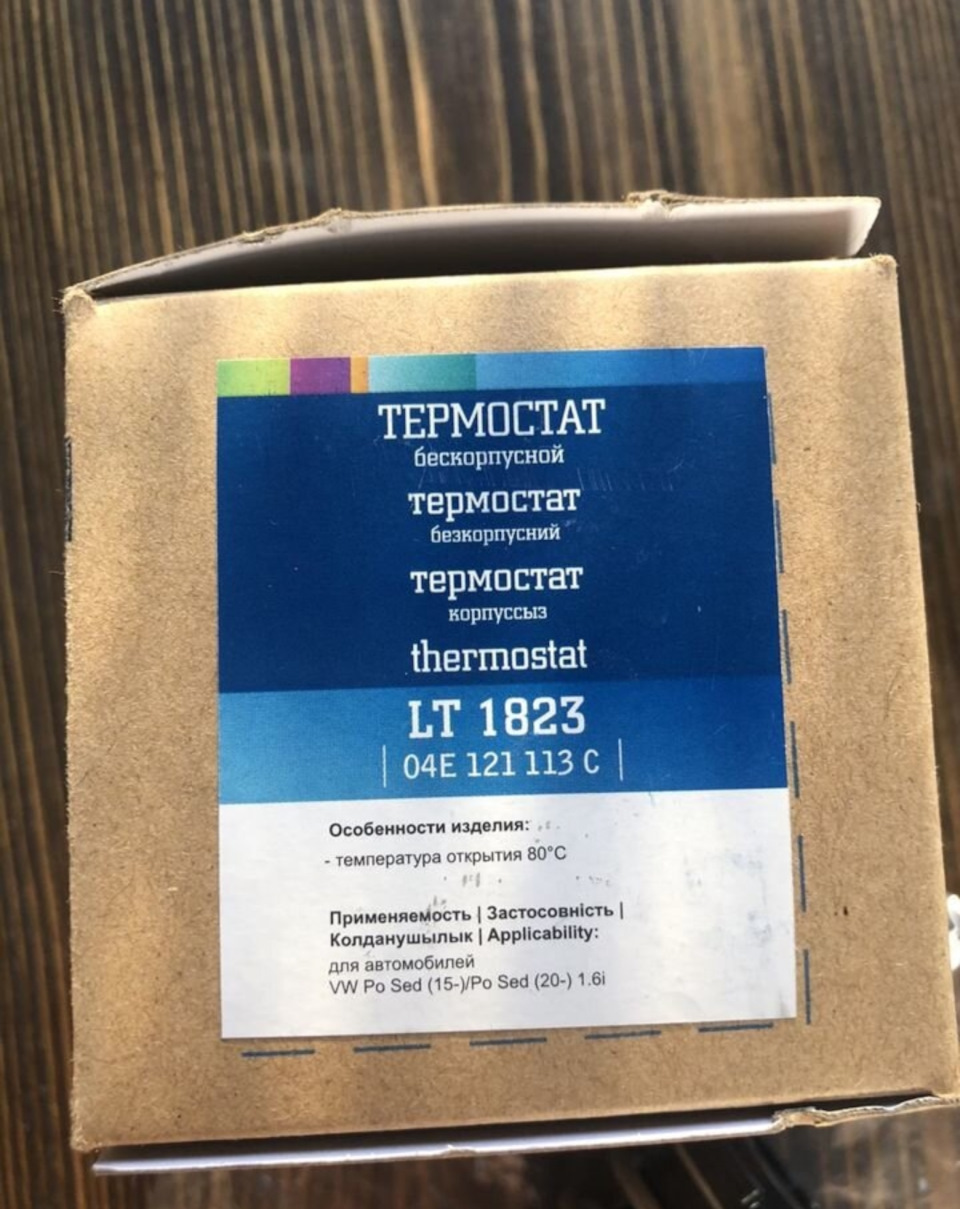 ТЕРМОСТАТ
бескорпусной
термостат
безкорпусний
термостат
корпуссыз
thermostat
LT 1823
| 04E 121 113 C |
Особенности изделия:
- температура открытия 80°C
Применяемость | Застосовність |
Колданушылык | Applicability:
для автомобилей
VW Po Sed (15-)/Po Sed (20-) 1.6i